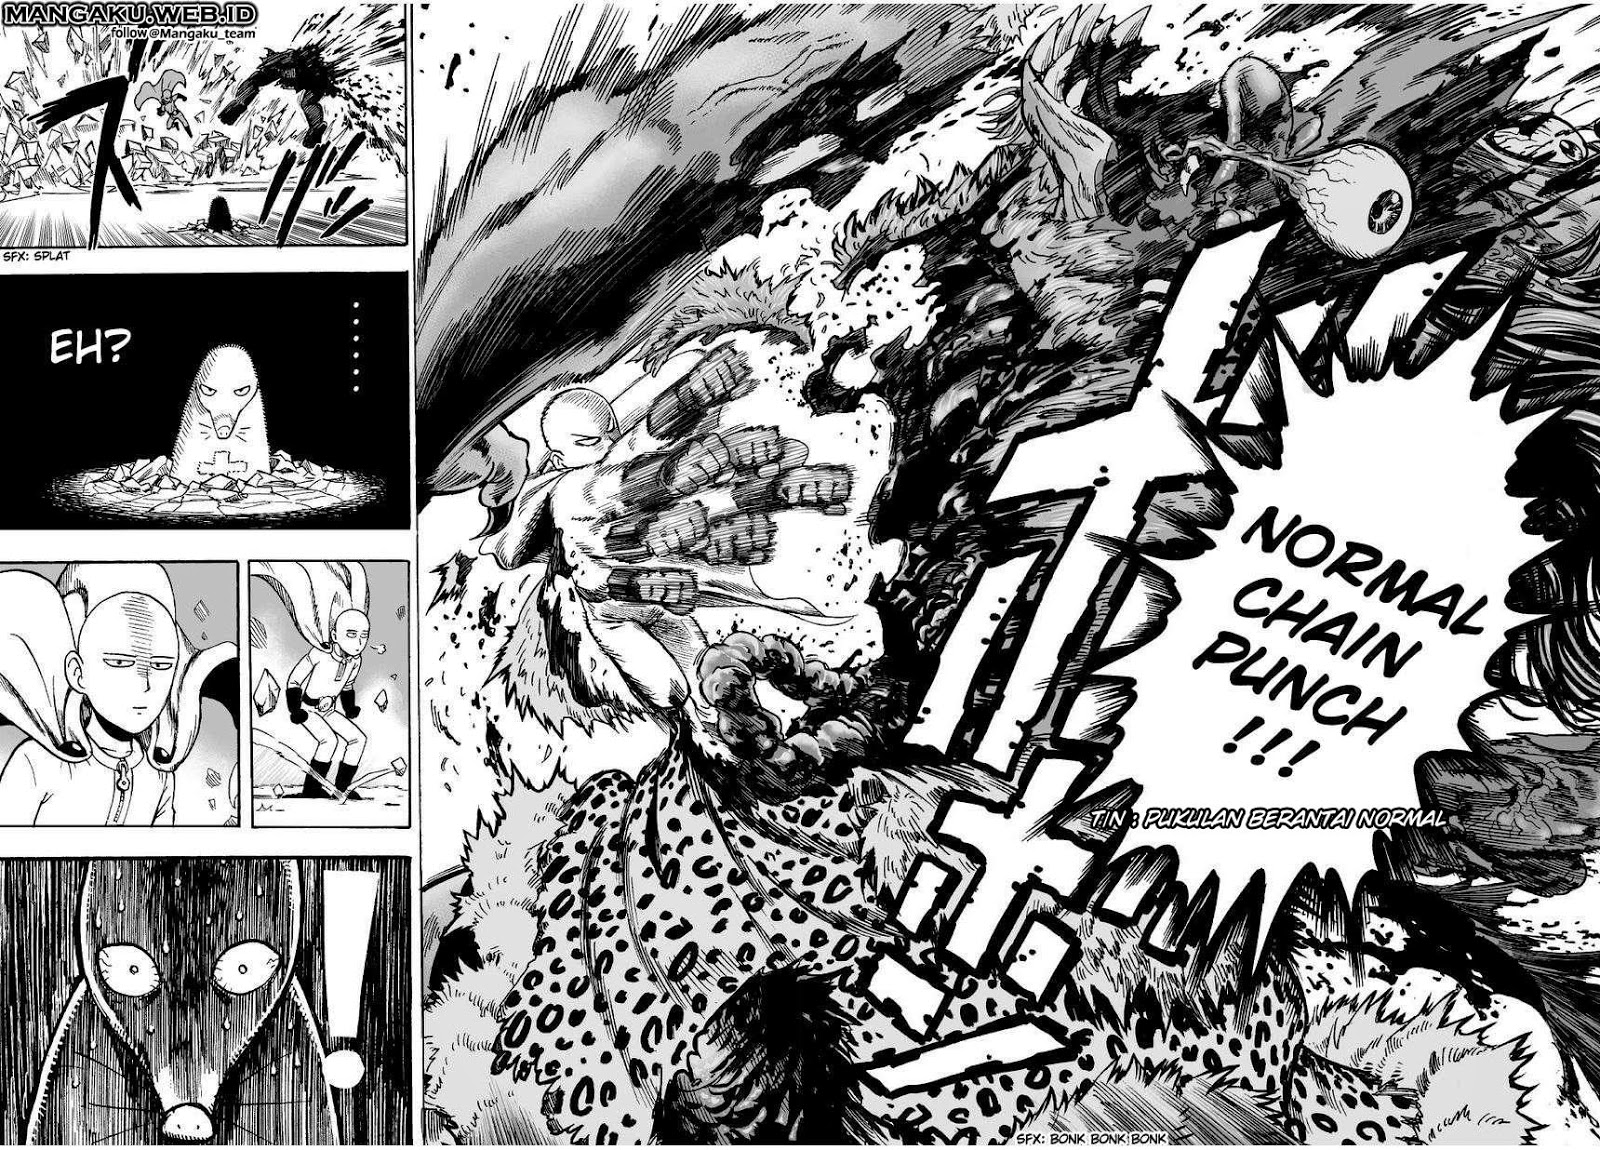 MANGAKU.WEB.ID
follow @Mangaku_team
SFX: SPLAT
EH?
NORMAL
CHAIN
PUNCH
!!!
T/N : PUKULAN BERANTAI NORMAL
SFX: BONK BONK BONK
!